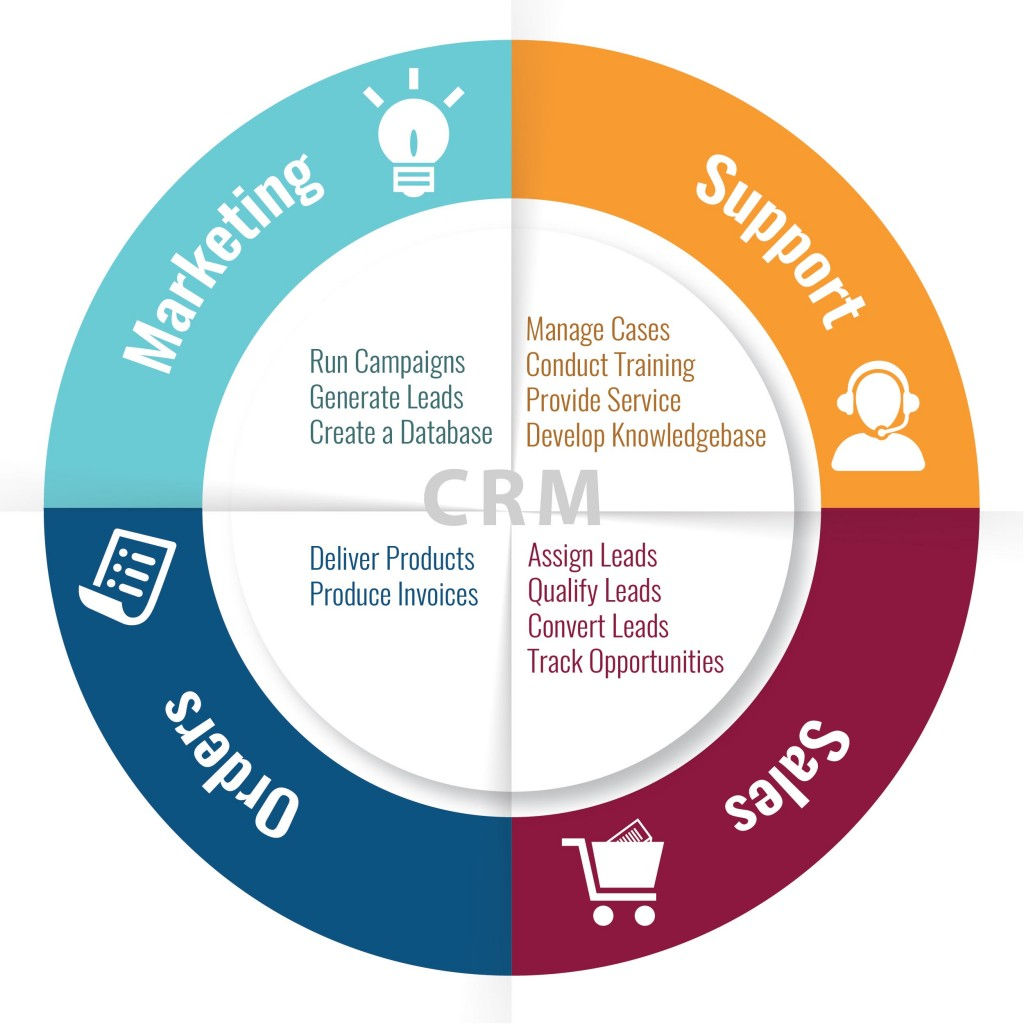 Marketing
Run Campaigns
Generate Leads
Create a Database
Support
Manage Cases
Conduct Training
Provide Service
Develop Knowledgebase
CRM
Orders
Deliver Products
Produce Invoices
Sales
Assign Leads
Qualify Leads
Convert Leads
Track Opportunities